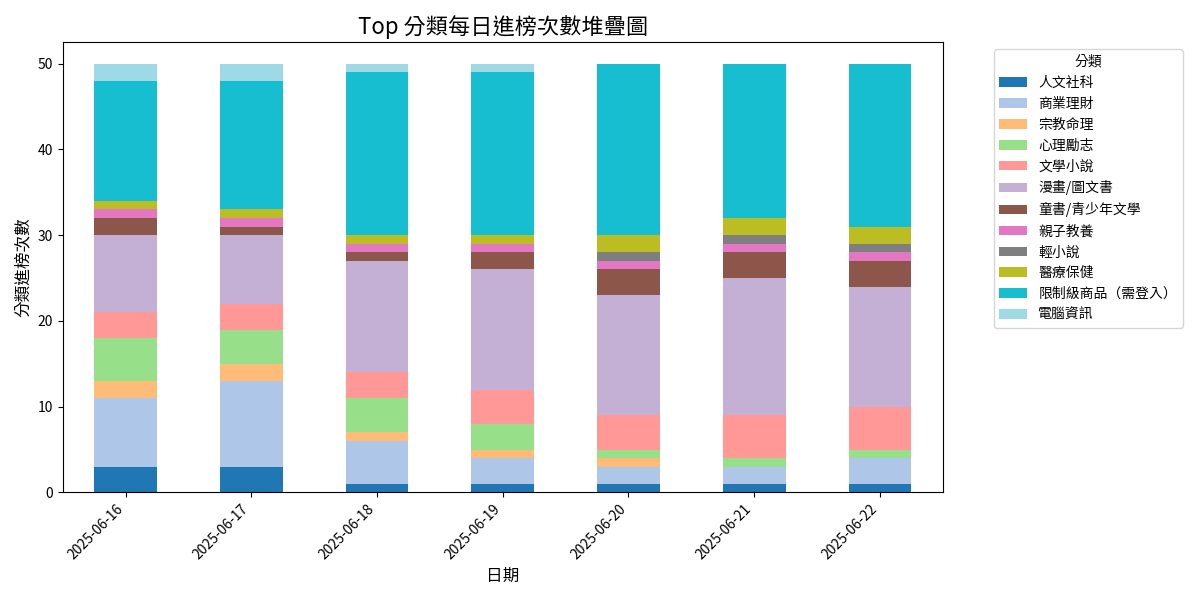 Top 分類每日進榜次數堆疊圖
分類進榜次數
50
40
30
20
10
0
2025-06-16
2025-06-17
2025-06-18
2025-06-19
2025-06-20
2025-06-21
2025-06-22
日期
分類
人文社科
商業理財
宗教命理
心理勵志
文學小說
漫畫/圖文書
童書/青少年文學
親子教養
輕小說
醫療保健
限制級商品（需登入）
電腦資訊